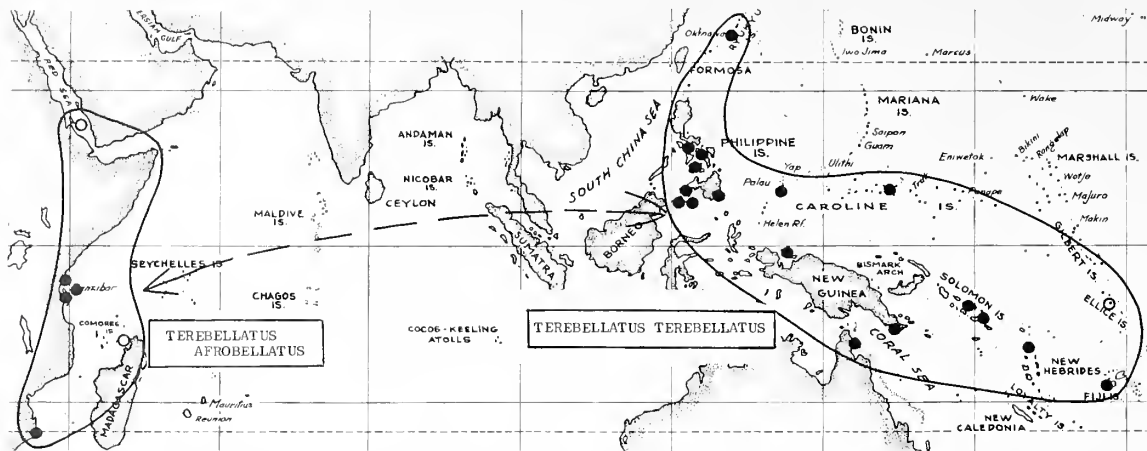 PERSIAN GULF
RED SEA
Okinawa
RYUKYU IS.
BONIN
IS.
Iwo Jima
Marcus
Midway
FORMOSA
MARIANA
IS.
Wake
Saipan
Guam
ANDAMAN
IS.
NICOBAR
IS.
CEYLON
SOUTH CHINA SEA
PHILIPPINE
IS.
Yap
Ulithi
Eniwetok
Bikini
Rongelap
MARSHALL IS.
Wotje
Majuro
Makin
Palau
Truk
Ponape
CAROLINE
IS.
Helen Rf.
MALDIVE
IS.
BORNEO
SUMATRA
GILBERT IS.
SEYCHELLES IS
Zanzibar
CHAGOS
IS.
BISMARK
ARCH
NEW
GUINEA
SOLOMON IS.
ELLICE IS.
COMORES
IS
TEREBELLATUS
AFROBELLATUS
COCOS-KEELING
ATOLLS
TEREBELLATUS TEREBELLATUS
CORAL SEA
NEW
HEBRIDES
FIJI IS.
MADAGASCAR
Mauritius
Reunion
LOYALTY IS.
NEW
CALEDONIA